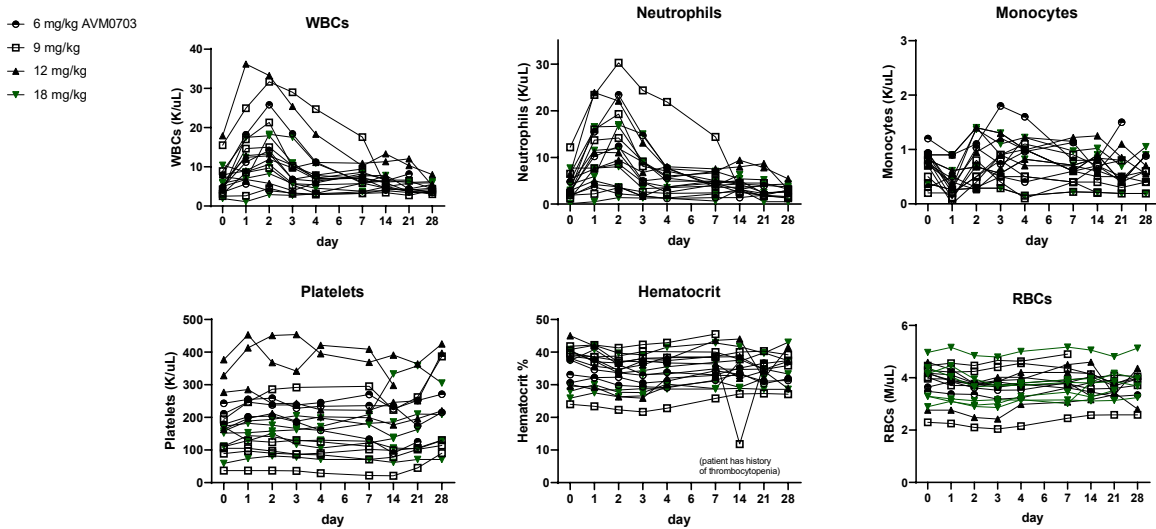 6 mg/kg AVM0703
9 mg/kg
12 mg/kg
18 mg/kg
WBCs
WBCs (K/uL)
40
30
20
10
0
0 1 2 3 4 6 7 14 21 28
day
Neutrophils
Neutrophils (K/uL)
30
20
10
0
0 1 2 3 4 6 7 14 21 28
day
Monocytes
Monocytes (K/uL)
3
2
1
0
0 1 2 3 4 6 7 14 21 28
day
Platelets
Platelets (K/uL)
500
400
300
200
100
0
0 1 2 3 4 6 7 14 21 28
day
Hematocrit
Hematocrit %
50
40
30
20
10
0
(patient has history
of thrombocytopenia)
0 1 2 3 4 6 7 14 21 28
day
RBCs
RBCs (M/uL)
6
4
2
0
0 1 2 3 4 6 7 14 21 28
day